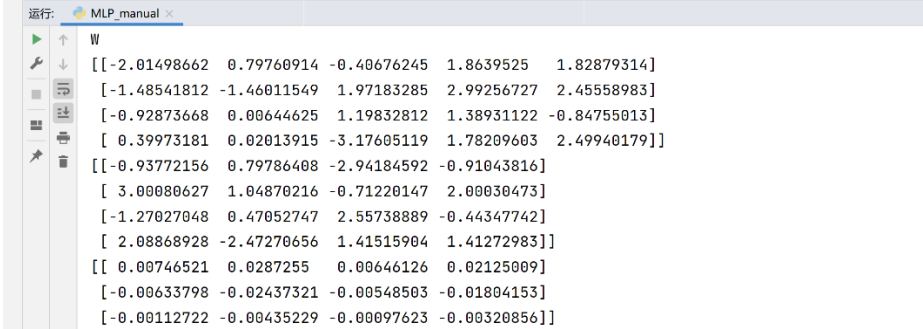 运行: MLP_manual ×
W
[[-2.01498662  0.79760914 -0.40676245  1.8639525   1.82879314]
 [-1.48541812 -1.46011549  1.97183285  2.99256727  2.45558983]
 [-0.92873668  0.00644625  1.19832812  1.38931122 -0.84755013]
 [ 0.39973181  0.02013915 -3.17605119  1.78209603  2.49940179]]
[[-0.93772156  0.79786408 -2.94184592 -0.91043816]
 [ 3.00080627  1.04870216 -0.71220147  2.00030473]
 [-1.27027048  0.47052747  2.55738889 -0.44347742]
 [ 2.08868928 -2.47270656  1.41515904  1.41272983]]
[[ 0.00746521  0.0287255   0.00646126  0.02125009]
 [-0.00633798 -0.02437321 -0.00548503 -0.01804153]
 [-0.00112722 -0.00435229 -0.00097623 -0.00320856]]